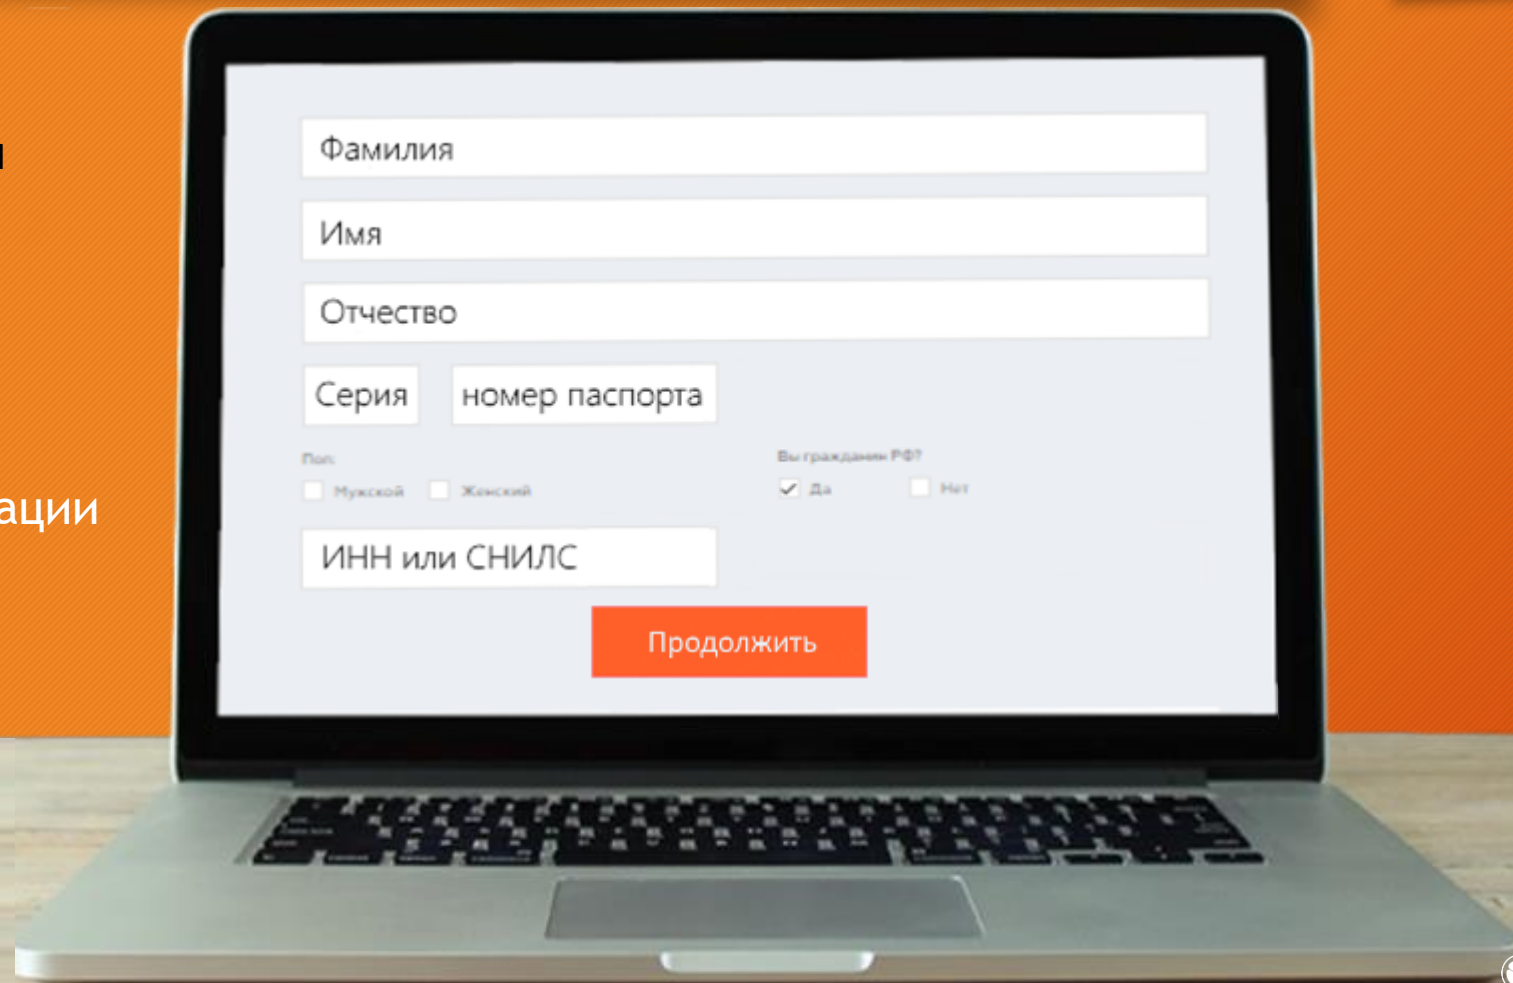 Фамилия
Имя
Отчество
Серия номер паспорта
Пол: Вы гражданин РФ?
Мужской Женский Да Нет
ации
ИНН или СНИЛС
Продолжить